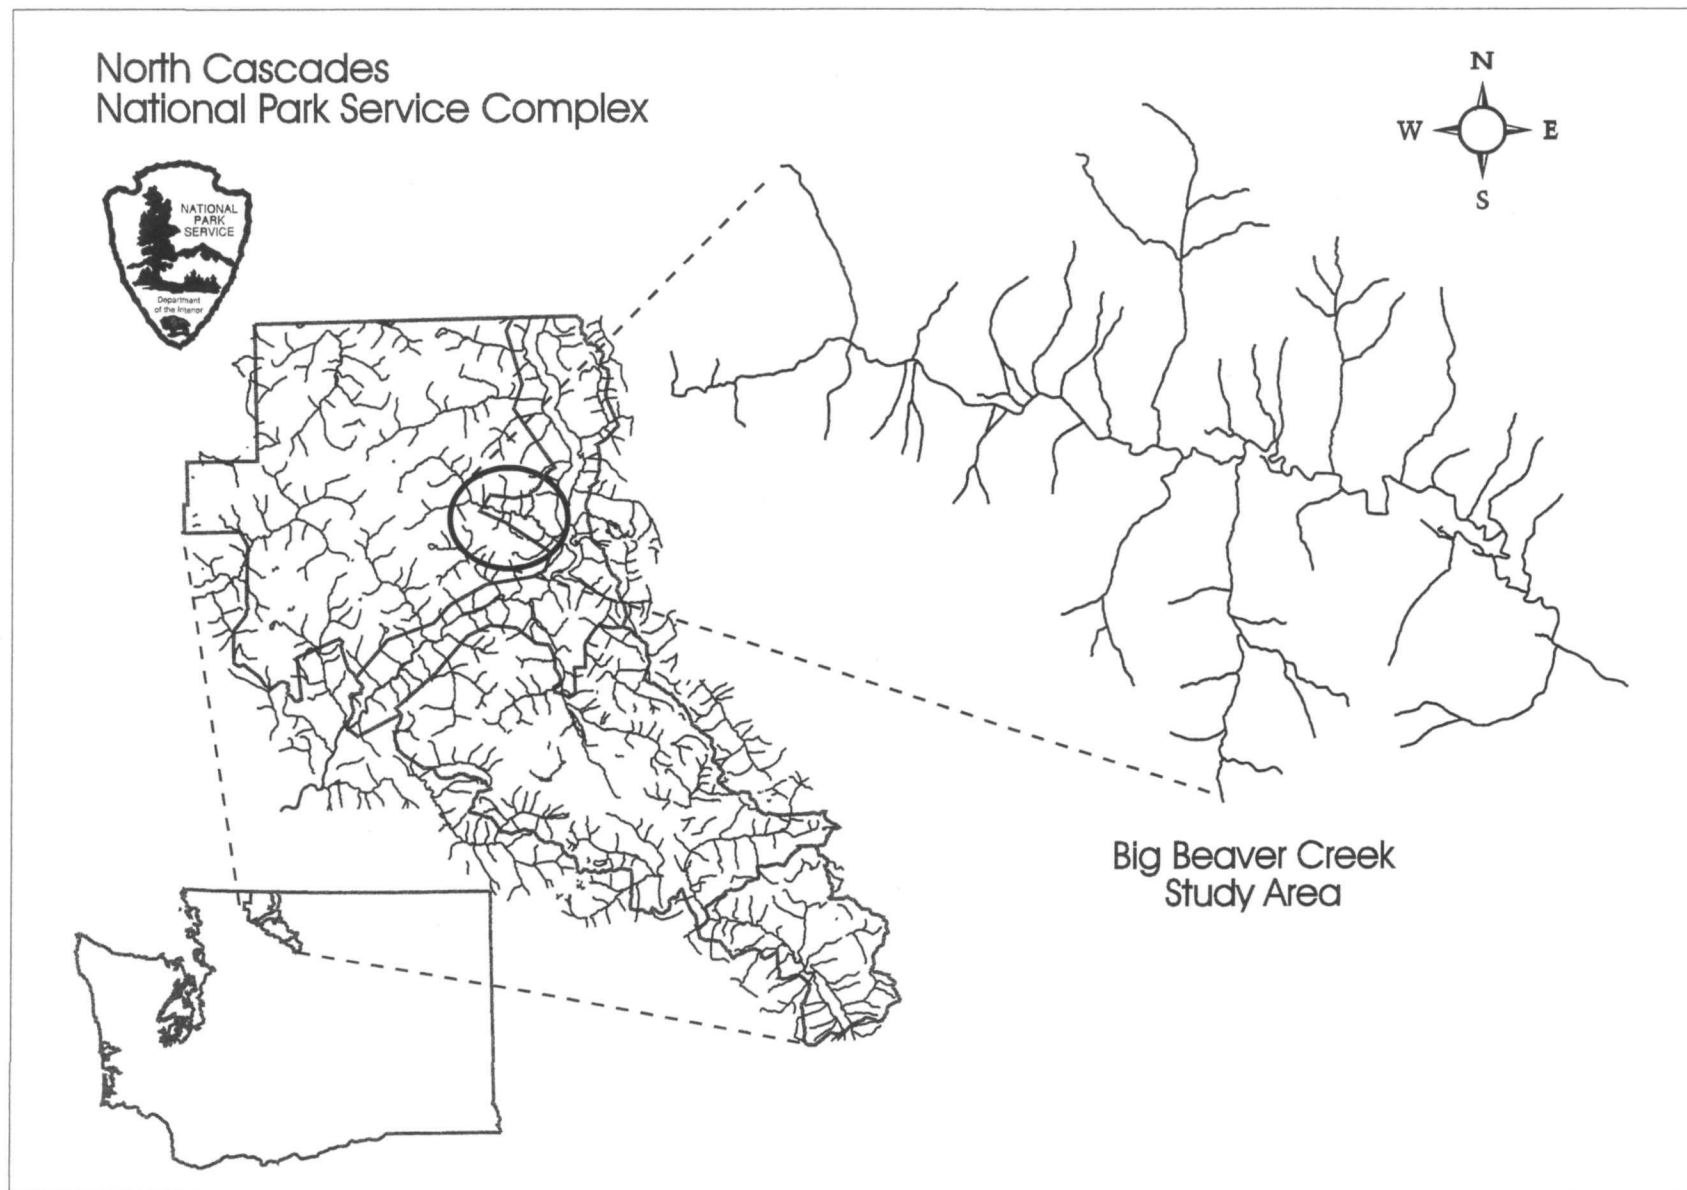 North Cascades
National Park Service Complex
N
W
E
S
NATIONAL
PARK
SERVICE
Department
of the Interior
Big Beaver Creek
Study Area